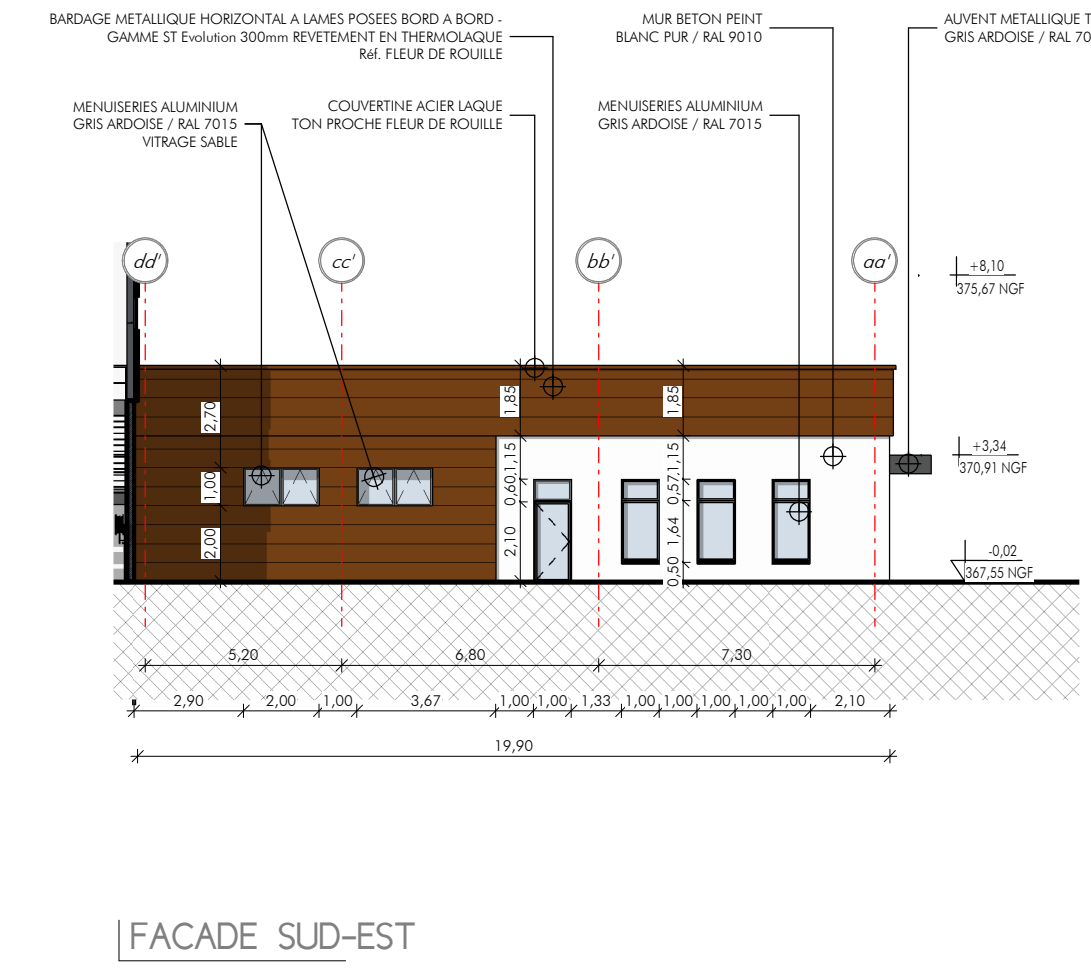 BARDAGE METALLIQUE HORIZONTAL A LAMES POSEES BORD A BORD -
GAMME ST Evolution 300mm REVETEMENT EN THERMOLAQUE
Réf. FLEUR DE ROUILLE
MUR BETON PEINT
BLANC PUR / RAL 9010
AUVENT METALLIQUE T
GRIS ARDOISE / RAL 70
MENUISERIES ALUMINIUM
GRIS ARDOISE / RAL 7015
VITRAGE SABLE
COUVERTINE ACIER LAQUE
TON PROCHE FLEUR DE ROUILLE
MENUISERIES ALUMINIUM
GRIS ARDOISE / RAL 7015
dd'
cc'
bb'
aa'
+8,10
375,67 NGF
2,70
1,00
2,00
1,85
1,15
0,60
2,10
1,85
1,15
0,57
1,64
0,50
+3,34
370,91 NGF
-0,02
367,55 NGF
5,20
6,80
7,30
2,90
2,00
1,00
3,67
1,00
1,00
1,33
1,00
1,00
1,00
1,00
1,00
2,10
19,90
FACADE SUD-EST